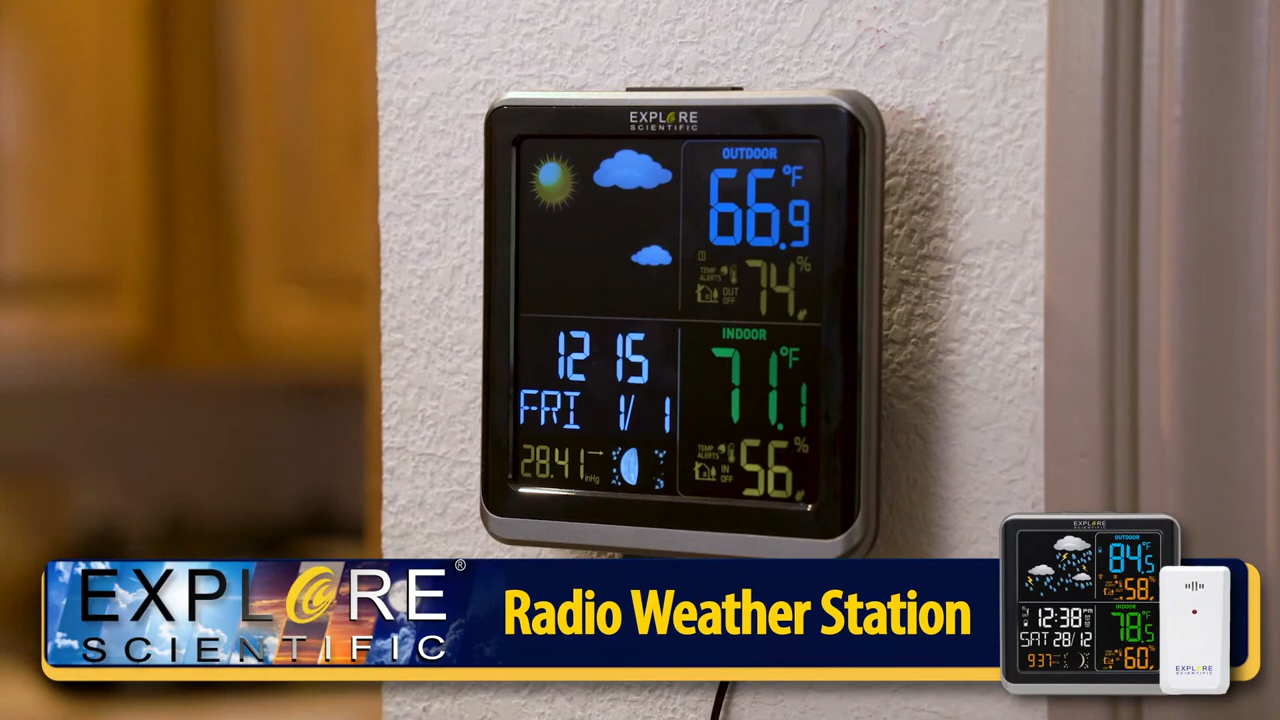 EXPLORE
SCIENTIFIC
OUTDOOR
66.9 °F
TEMP ALERTS
OUT OFF
74%
12 15
FRI 1/ 1
28.41 inHg
INDOOR
71.1 °F
TEMP ALERTS
IN OFF
56%
EXPLORE®
SCIENTIFIC
Radio Weather Station
EXPLORE
SCIENTIFIC
OUTDOOR
84.5 °F
58%
12:38
SAT 28/12
937
INDOOR
78.5 °F
60%
EXPLORE
SCIENTIFIC